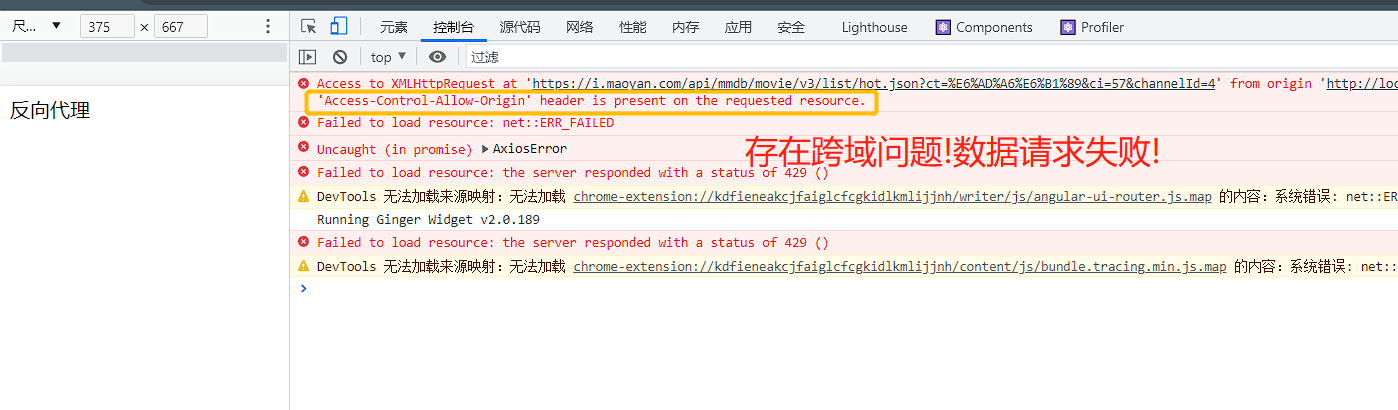 尺... ▼ 375 × 667
元素 控制台 源代码 网络 性能 内存 应用 安全 Lighthouse Components Profiler
top ▼ 过滤
反向代理
Access to XMLHttpRequest at 'https://i.maoyan.com/api/mmdb/movie/v3/list/hot.json?ct=%E6%AD%A6%E6%B1%89&ci=57&channelId=4' from origin 'http://loc
'Access-Control-Allow-Origin' header is present on the requested resource.
Failed to load resource: net::ERR_FAILED
存在跨域问题!数据请求失败!
Uncaught (in promise) ▶AxiosError
Failed to load resource: the server responded with a status of 429 ()
DevTools 无法加载来源映射：无法加载 chrome-extension://kdfieneakcjfaiglcfcgkidlkmlijjnh/writer/js/angular-ui-router.js.map 的内容：系统错误: net::ER
Running Ginger Widget v2.0.189
Failed to load resource: the server responded with a status of 429 ()
DevTools 无法加载来源映射：无法加载 chrome-extension://kdfieneakcjfaiglcfcgkidlkmlijjnh/content/js/bundle.tracing.min.js.map 的内容：系统错误: net::